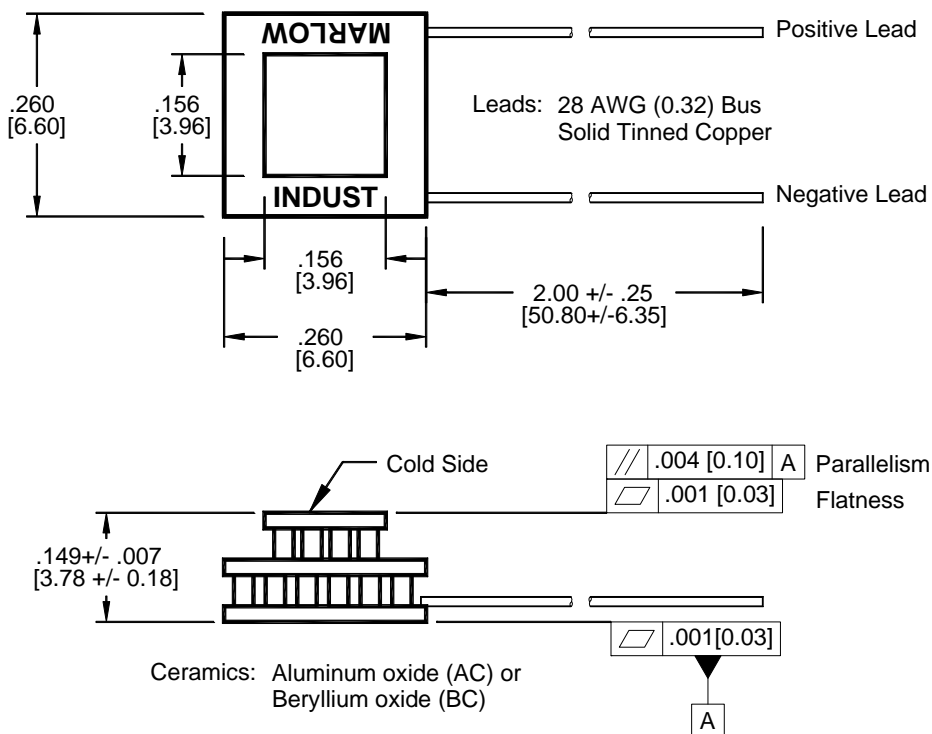 MARLOW
Positive Lead
.260
[6.60]
.156
[3.96]
Leads: 28 AWG (0.32) Bus
Solid Tinned Copper
INDUST
Negative Lead
.156
[3.96]
2.00 +/- .25
[50.80+/-6.35]
.260
[6.60]
Cold Side
// .004 [0.10] A Parallelism
.001 [0.03] Flatness
.149+/- .007
[3.78 +/- 0.18]
.001[0.03]
Ceramics: Aluminum oxide (AC) or
Beryllium oxide (BC)
A